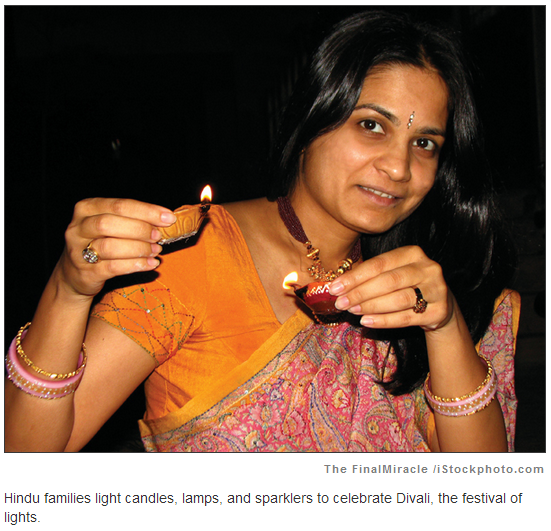 The FinalMiracle /iStockphoto.com
Hindu families light candles, lamps, and sparklers to celebrate Divali, the festival of
lights.